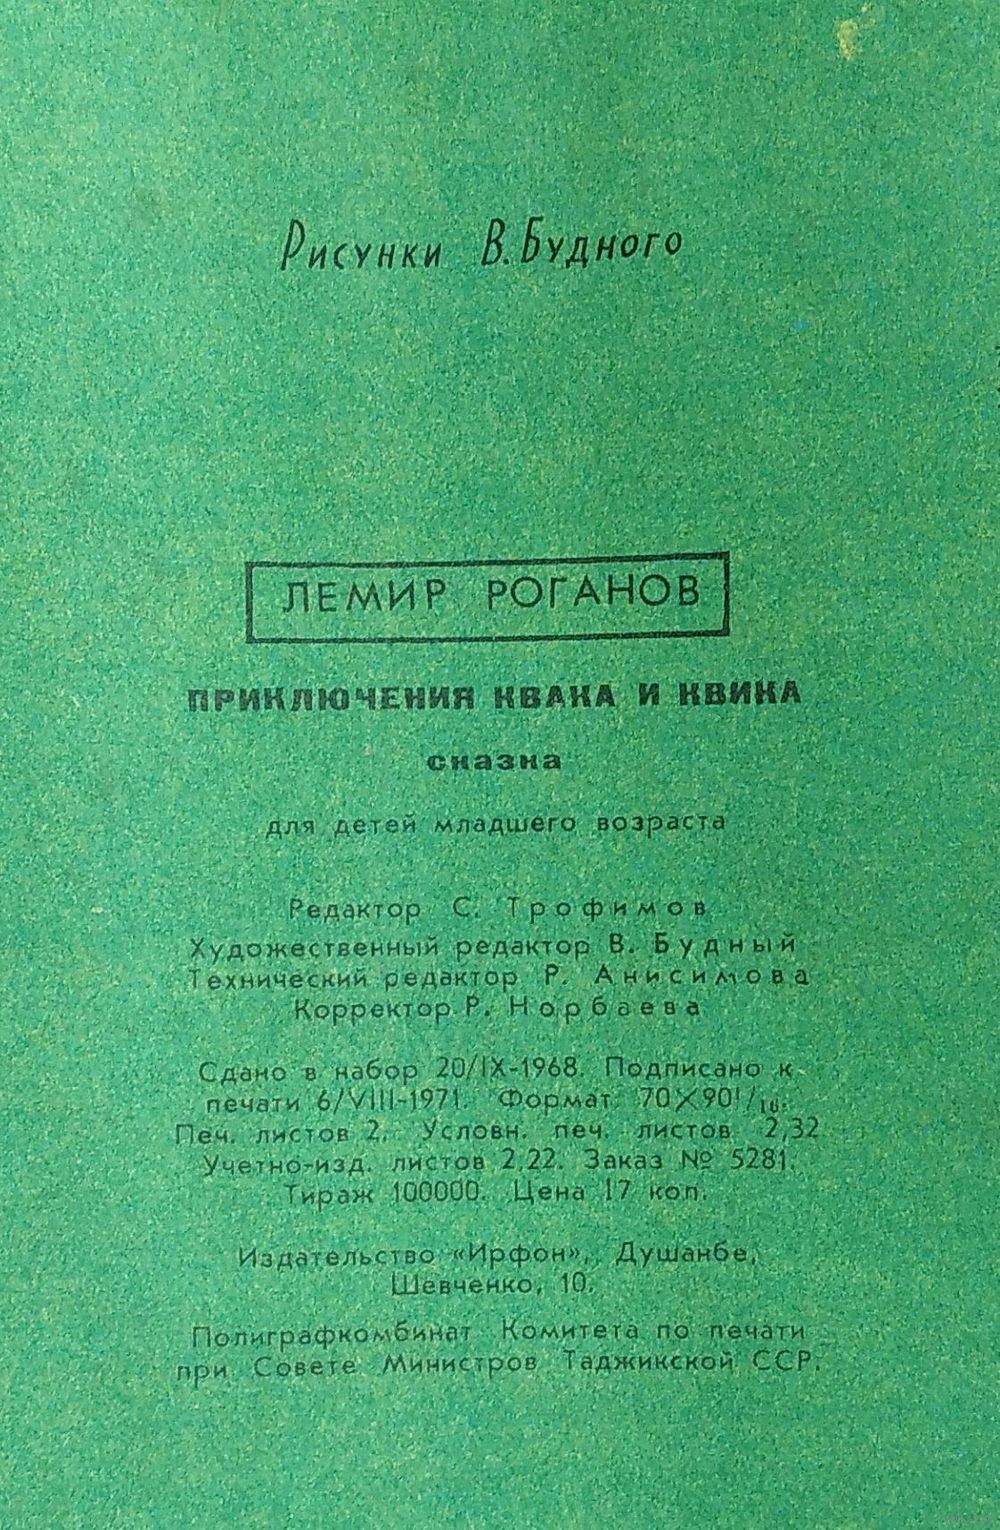 Рисунки В. Будного
ЛЕМИР РОГАНОВ
ПРИКЛЮЧЕНИЯ КВАКА И КВИКА
сказка
для детей младшего возраста
Редактор С. Трофимов
Художественный редактор В. Будный
Технический редактор Р. Анисимова
Корректор Р. Норбаева
Сдано в набор 20/IX-1968. Подписано к
печати 6/VIII-1971. Формат 70×90 1/16.
Печ. листов 2. Условн. печ. листов 2,32
Учетно-изд. листов 2,22. Заказ № 5281.
Тираж 100000. Цена 17 коп.
Издательство «Ирфон», Душанбе,
Шевченко, 10.
Полиграфкомбинат Комитета по печати
при Совете Министров Таджикской ССР.